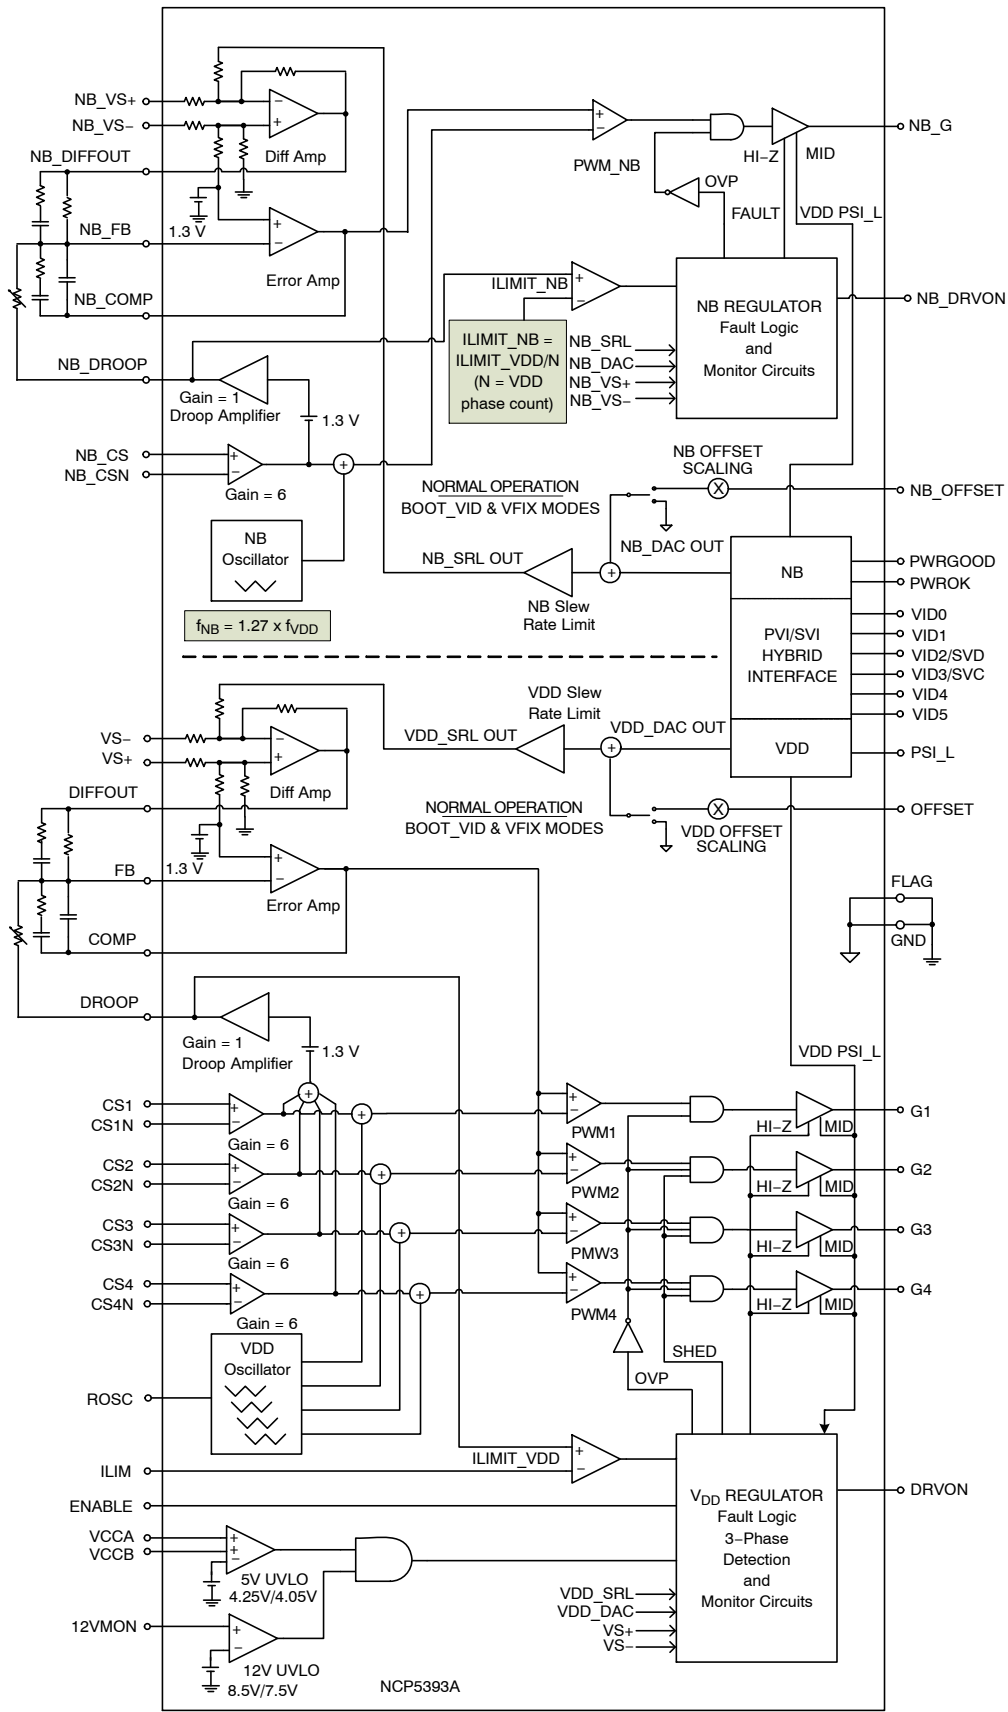 NB_VS+
NB_VS−
Diff Amp
NB_DIFFOUT
NB_FB
1.3 V
Error Amp
NB_COMP
PWM_NB
HI−Z
MID
NB_G
OVP
FAULT
VDD PSI_L
ILIMIT_NB
NB REGULATOR
Fault Logic
and
Monitor Circuits
NB_DRVON
ILIMIT_NB =
ILIMIT_VDD/N
(N = VDD
phase count)
NB_SRL
NB_DAC
NB_VS+
NB_VS−
NB_DROOP
Gain = 1
Droop Amplifier
1.3 V
NB_CS
NB_CSN
Gain = 6
NB
Oscillator
fNB = 1.27 x fVDD
NORMAL OPERATION
BOOT_VID & VFIX MODES
NB OFFSET
SCALING
NB_OFFSET
NB_SRL OUT
NB_DAC OUT
NB Slew
Rate Limit
NB
PVI/SVI
HYBRID
INTERFACE
VDD
PWRGOOD
PWROK
VID0
VID1
VID2/SVD
VID3/SVC
VID4
VID5
PSI_L
VDD Slew
Rate Limit
VDD_SRL OUT
VDD_DAC OUT
VS−
VS+
Diff Amp
DIFFOUT
NORMAL OPERATION
BOOT_VID & VFIX MODES
VDD OFFSET
SCALING
OFFSET
FB
1.3 V
Error Amp
COMP
FLAG
GND
DROOP
Gain = 1
Droop Amplifier
1.3 V
VDD PSI_L
CS1
CS1N
Gain = 6
PWM1
HI−Z
MID
G1
CS2
CS2N
Gain = 6
PWM2
HI−Z
MID
G2
CS3
CS3N
Gain = 6
PMW3
HI−Z
MID
G3
CS4
CS4N
Gain = 6
PWM4
HI−Z
MID
G4
VDD
Oscillator
ROSC
SHED
OVP
ILIMIT_VDD
ILIM
ENABLE
VCCA
VCCB
5V UVLO
4.25V/4.05V
12VMON
12V UVLO
8.5V/7.5V
VDD REGULATOR
Fault Logic
3−Phase
Detection
and
Monitor Circuits
DRVON
VDD_SRL
VDD_DAC
VS+
VS−
NCP5393A